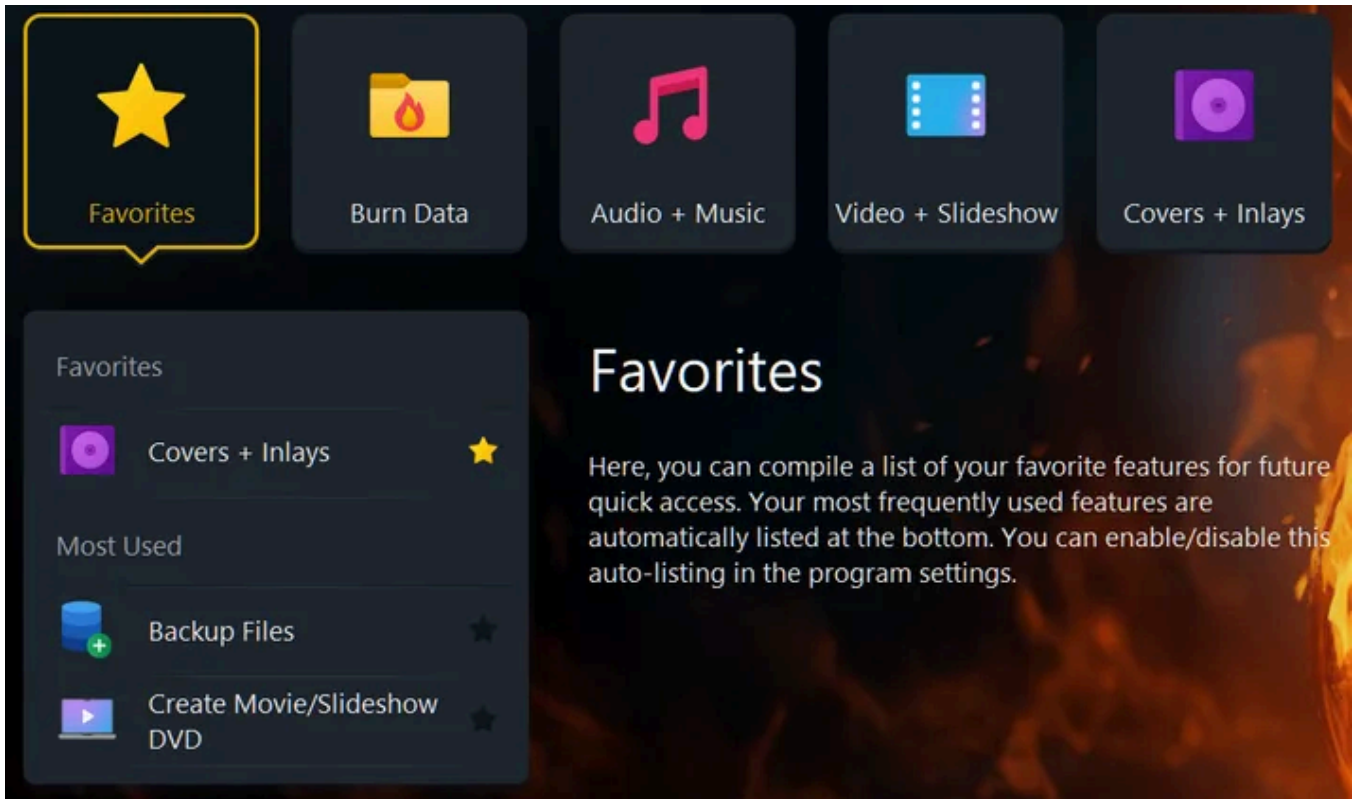 Favorites
Burn Data
Audio + Music
Video + Slideshow
Covers + Inlays
Favorites
Covers + Inlays
Most Used
Backup Files
Create Movie/Slideshow
DVD
Favorites
Here, you can compile a list of your favorite features for future
quick access. Your most frequently used features are
automatically listed at the bottom. You can enable/disable this
auto-listing in the program settings.